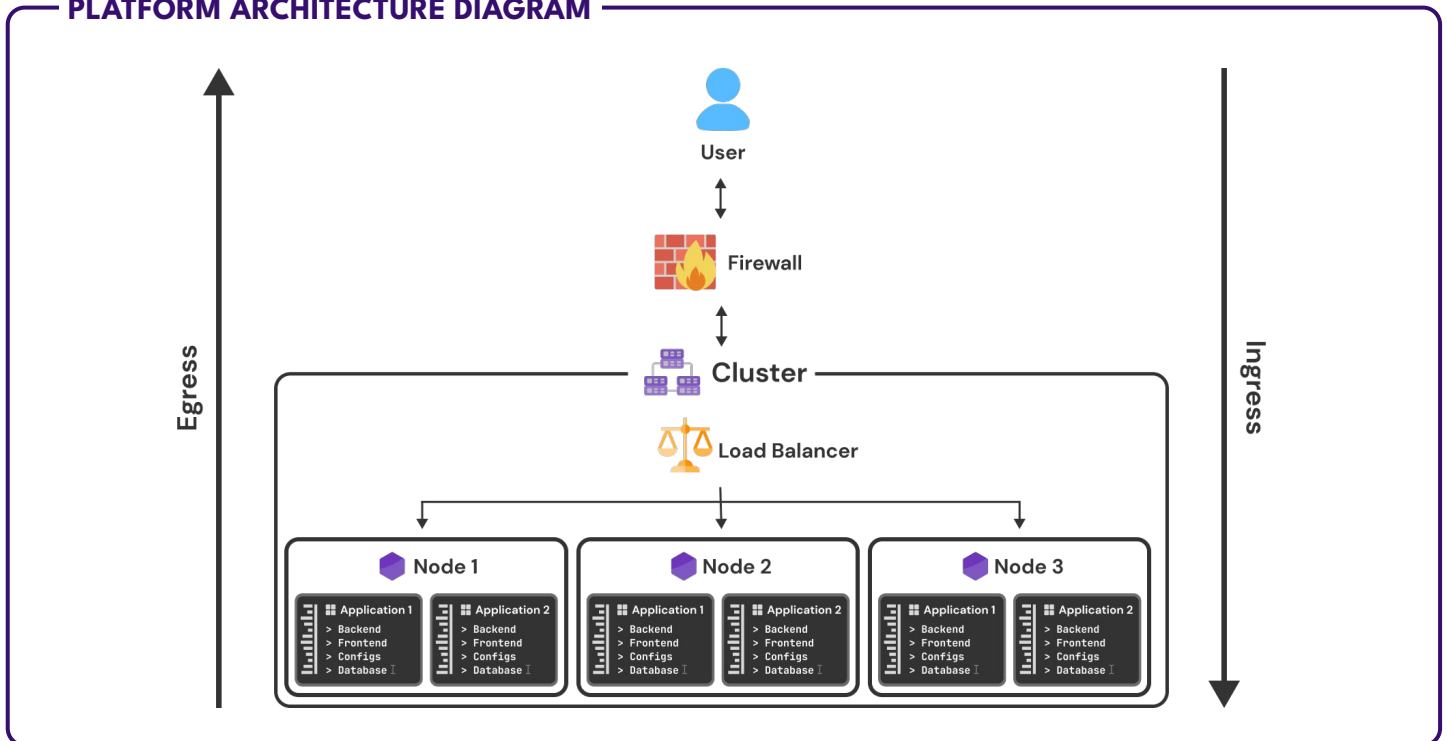 PLATFORM ARCHITECTURE DIAGRAM
User
Firewall
Egress
Ingress
Cluster
Load Balancer
Node 1
Application 1
> Backend
> Frontend
> Configs
> Database
Application 2
> Backend
> Frontend
> Configs
> Database
Node 2
Application 1
> Backend
> Frontend
> Configs
> Database
Application 2
> Backend
> Frontend
> Configs
> Database
Node 3
Application 1
> Backend
> Frontend
> Configs
> Database
Application 2
> Backend
> Frontend
> Configs
> Database